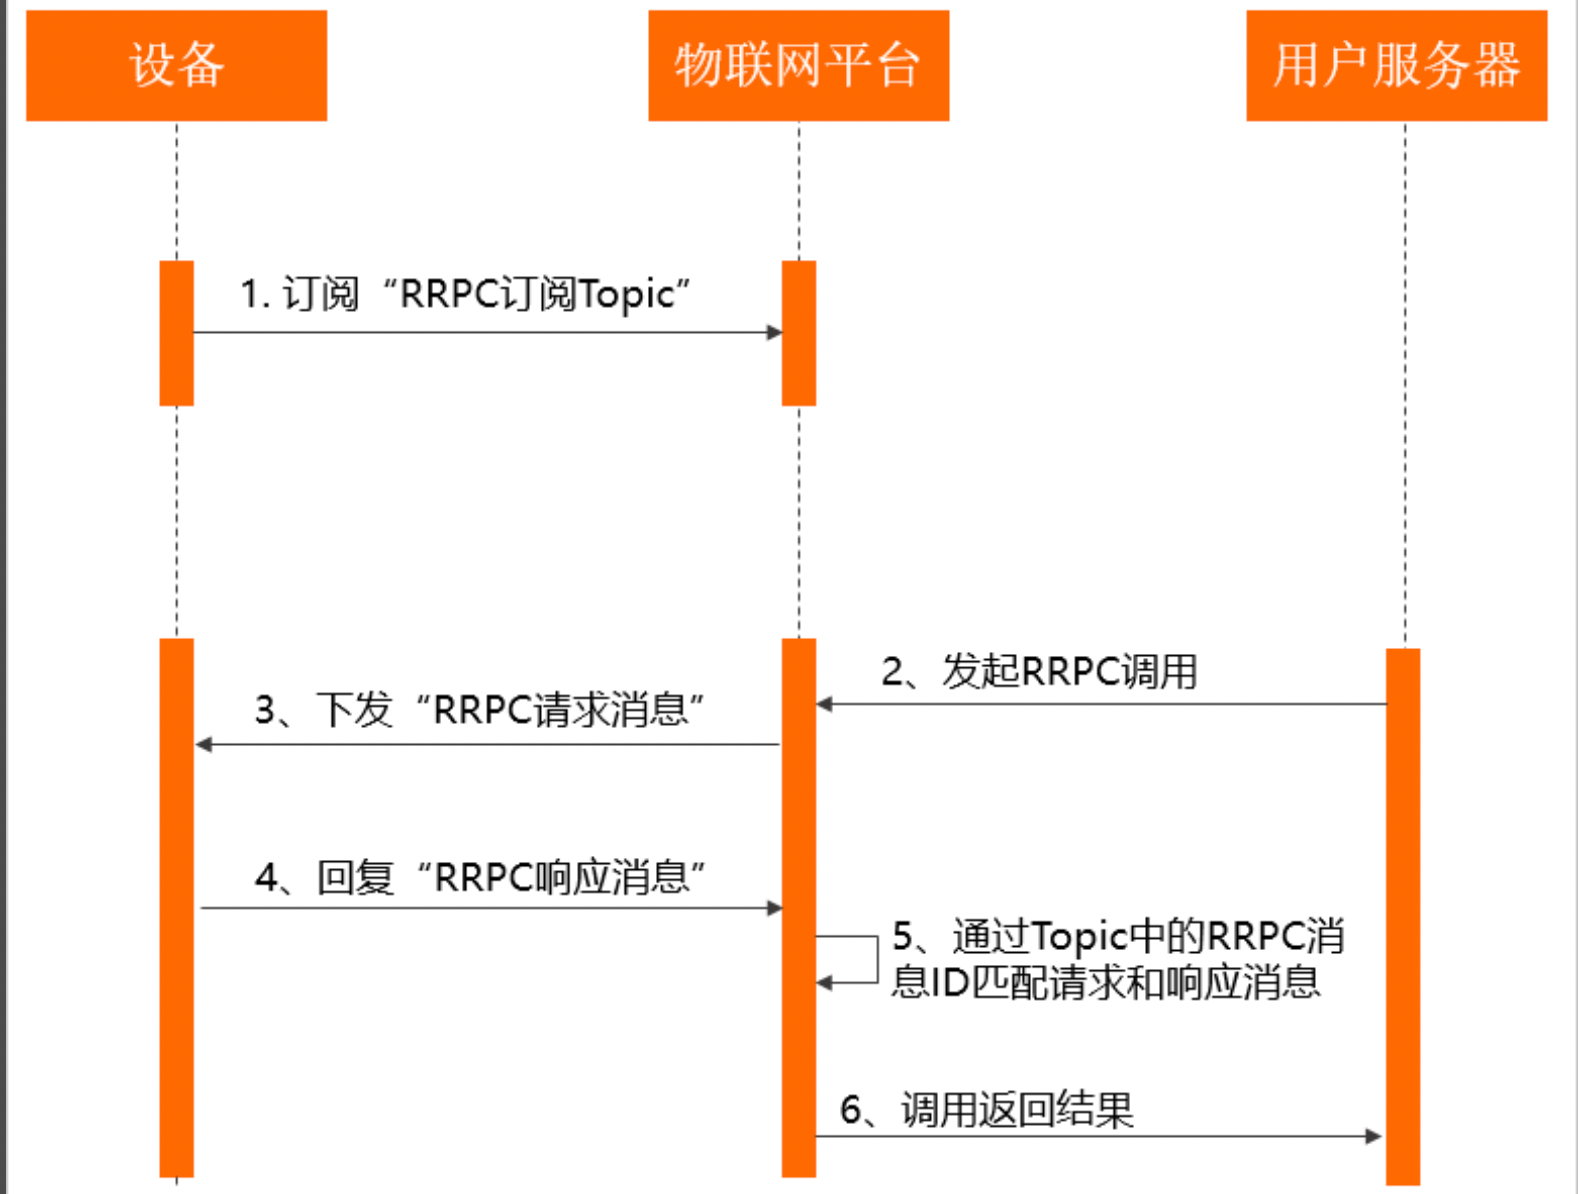 设备
物联网平台
用户服务器
1. 订阅“RRPC订阅Topic”
2、发起RRPC调用
3、下发“RRPC请求消息”
4、回复“RRPC响应消息”
5、通过Topic中的RRPC消
息ID匹配请求和响应消息
6、调用返回结果